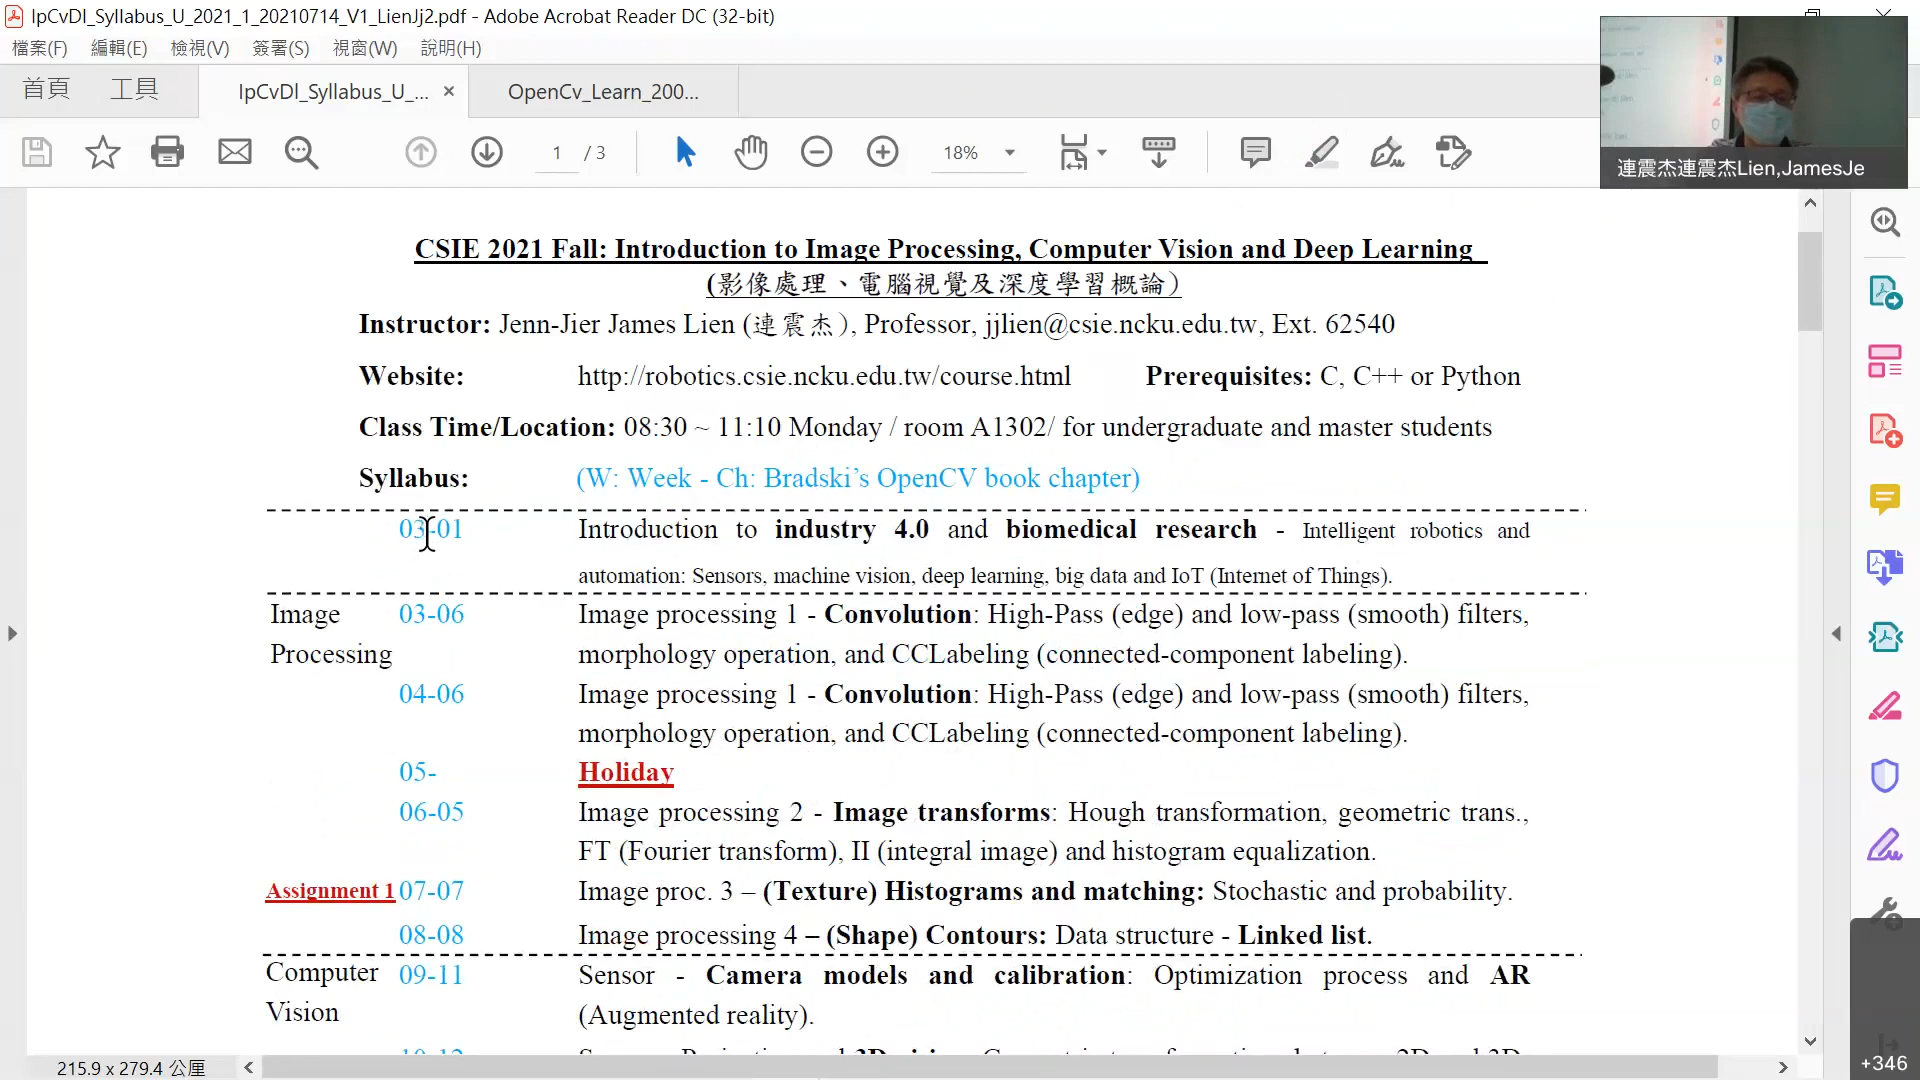 IpCvDl_Syllabus_U_2021_1_20210714_V1_LienJj2.pdf - Adobe Acrobat Reader DC (32-bit)
檔案(F) 編輯(E) 檢視(V) 簽署(S) 視窗(W) 說明(H)
首頁 工具 IpCvDl_Syllabus_U_... × OpenCv_Learn_200...
1 / 3 18%
連震杰連震杰Lien,JamesJe
CSIE 2021 Fall: Introduction to Image Processing, Computer Vision and Deep Learning
(影像處理、電腦視覺及深度學習概論)
Instructor: Jenn-Jier James Lien (連震杰), Professor, jjlien@csie.ncku.edu.tw, Ext. 62540
Website: http://robotics.csie.ncku.edu.tw/course.html Prerequisites: C, C++ or Python
Class Time/Location: 08:30 ~ 11:10 Monday / room A1302/ for undergraduate and master students
Syllabus: (W: Week - Ch: Bradski’s OpenCV book chapter)
03-01 Introduction to industry 4.0 and biomedical research - Intelligent robotics and
automation: Sensors, machine vision, deep learning, big data and IoT (Internet of Things).
Image 03-06 Image processing 1 - Convolution: High-Pass (edge) and low-pass (smooth) filters,
Processing morphology operation, and CCLabeling (connected-component labeling).
04-06 Image processing 1 - Convolution: High-Pass (edge) and low-pass (smooth) filters,
morphology operation, and CCLabeling (connected-component labeling).
05- Holiday
06-05 Image processing 2 - Image transforms: Hough transformation, geometric trans.,
FT (Fourier transform), II (integral image) and histogram equalization.
Assignment 1 07-07 Image proc. 3 – (Texture) Histograms and matching: Stochastic and probability.
08-08 Image processing 4 – (Shape) Contours: Data structure - Linked list.
Computer 09-11 Sensor - Camera models and calibration: Optimization process and AR
Vision (Augmented reality).
215.9 x 279.4 公厘
+346